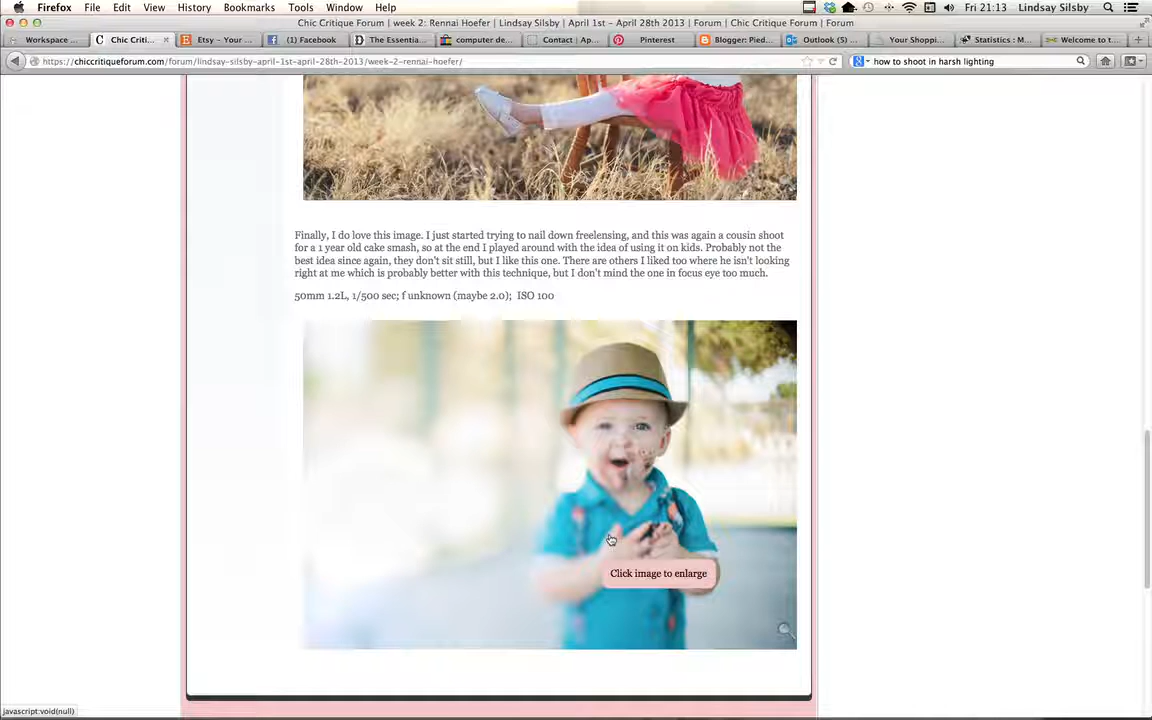 Firefox File Edit View History Bookmarks Tools Window Help Fri 21:13 Lindsay Silsby
Chic Critique Forum | week 2: Rennai Hoefer | Lindsay Silsby | April 1st - April 28th 2013 | Forum | Chic Critique Forum | Forum
Workspace ... Chic Criti... Etsy - Your ... (1) Facebook The Essentia... computer de... Contact | Ap... Pinterest Blogger: Pied... Outlook (5) ... Your Shoppi... Statistics : M... Welcome to t...
https://chiccritiqueforum.com/forum/lindsay-silsby-april-1st-april-28th-2013/week-2-rennai-hoefer/ how to shoot in harsh lighting
Finally, I do love this image. I just started trying to nail down freelensing, and this was again a cousin shoot
for a 1 year old cake smash, so at the end I played around with the idea of using it on kids. Probably not the
best idea since again, they don't sit still, but I like this one. There are others I liked too where he isn't looking
right at me which is probably better with this technique, but I don't mind the one in focus eye too much.
50mm 1.2L, 1/500 sec; f unknown (maybe 2.0); ISO 100
Click image to enlarge
javascript:void(null)